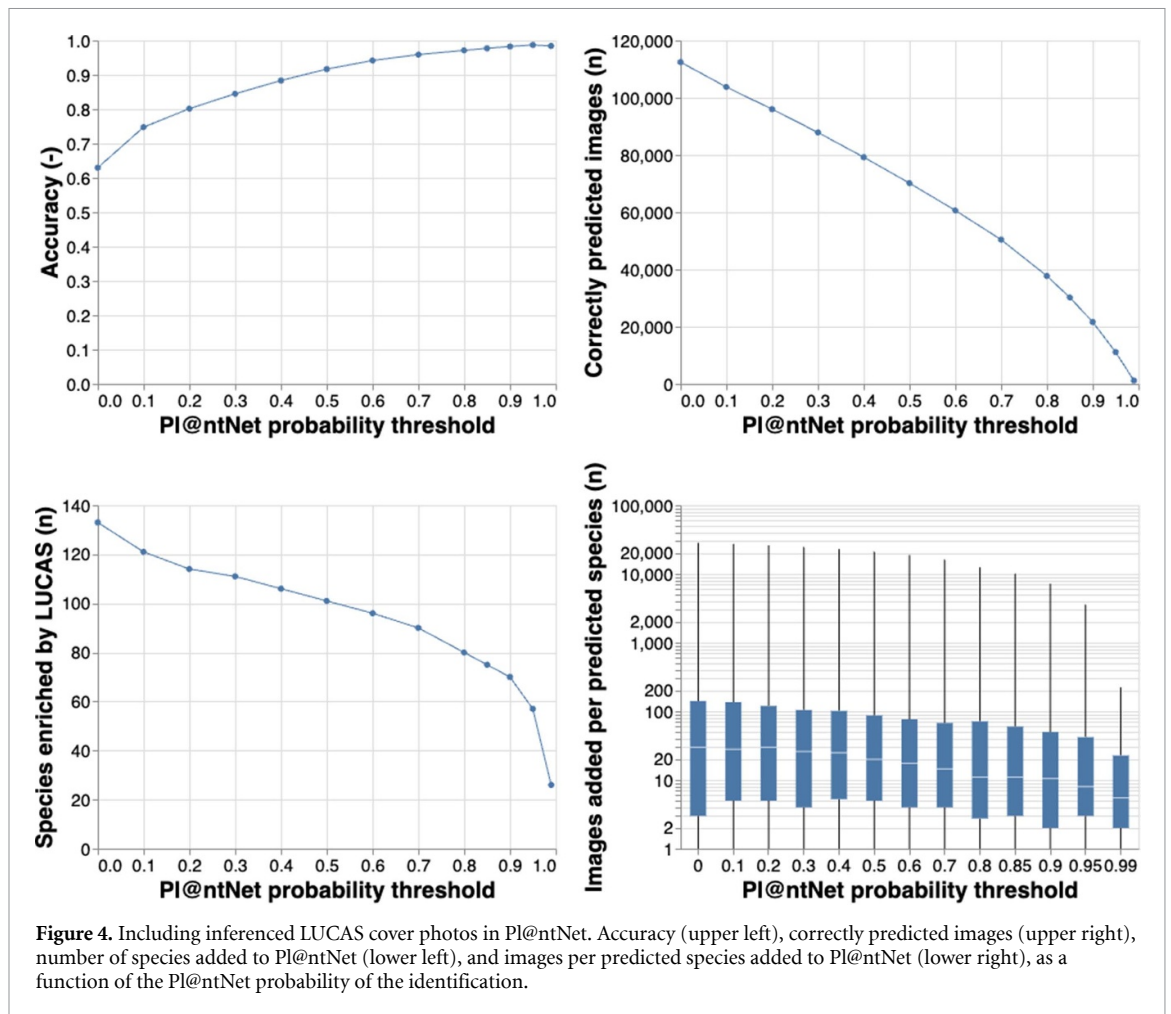 1.0
0.9
0.8
0.7
0.6
0.5
0.4
0.3
0.2
0.1
0.0
Accuracy (-)
0.0 0.1 0.2 0.3 0.4 0.5 0.6 0.7 0.8 0.9 1.0
Pl@ntNet probability threshold
120,000
100,000
80,000
60,000
40,000
20,000
0
Correctly predicted images (n)
0.0 0.1 0.2 0.3 0.4 0.5 0.6 0.7 0.8 0.9 1.0
Pl@ntNet probability threshold
140
120
100
80
60
40
20
0
Species enriched by LUCAS (n)
0.0 0.1 0.2 0.3 0.4 0.5 0.6 0.7 0.8 0.9 1.0
Pl@ntNet probability threshold
100,000
20,000
10,000
2,000
1,000
200
100
20
10
2
1
Images added per predicted species (n)
0 0.1 0.2 0.3 0.4 0.5 0.6 0.7 0.8 0.85 0.9 0.95 0.99
Pl@ntNet probability threshold
Figure 4. Including inferenced LUCAS cover photos in Pl@ntNet. Accuracy (upper left), correctly predicted images (upper right),
number of species added to Pl@ntNet (lower left), and images per predicted species added to Pl@ntNet (lower right), as a
function of the Pl@ntNet probability of the identification.